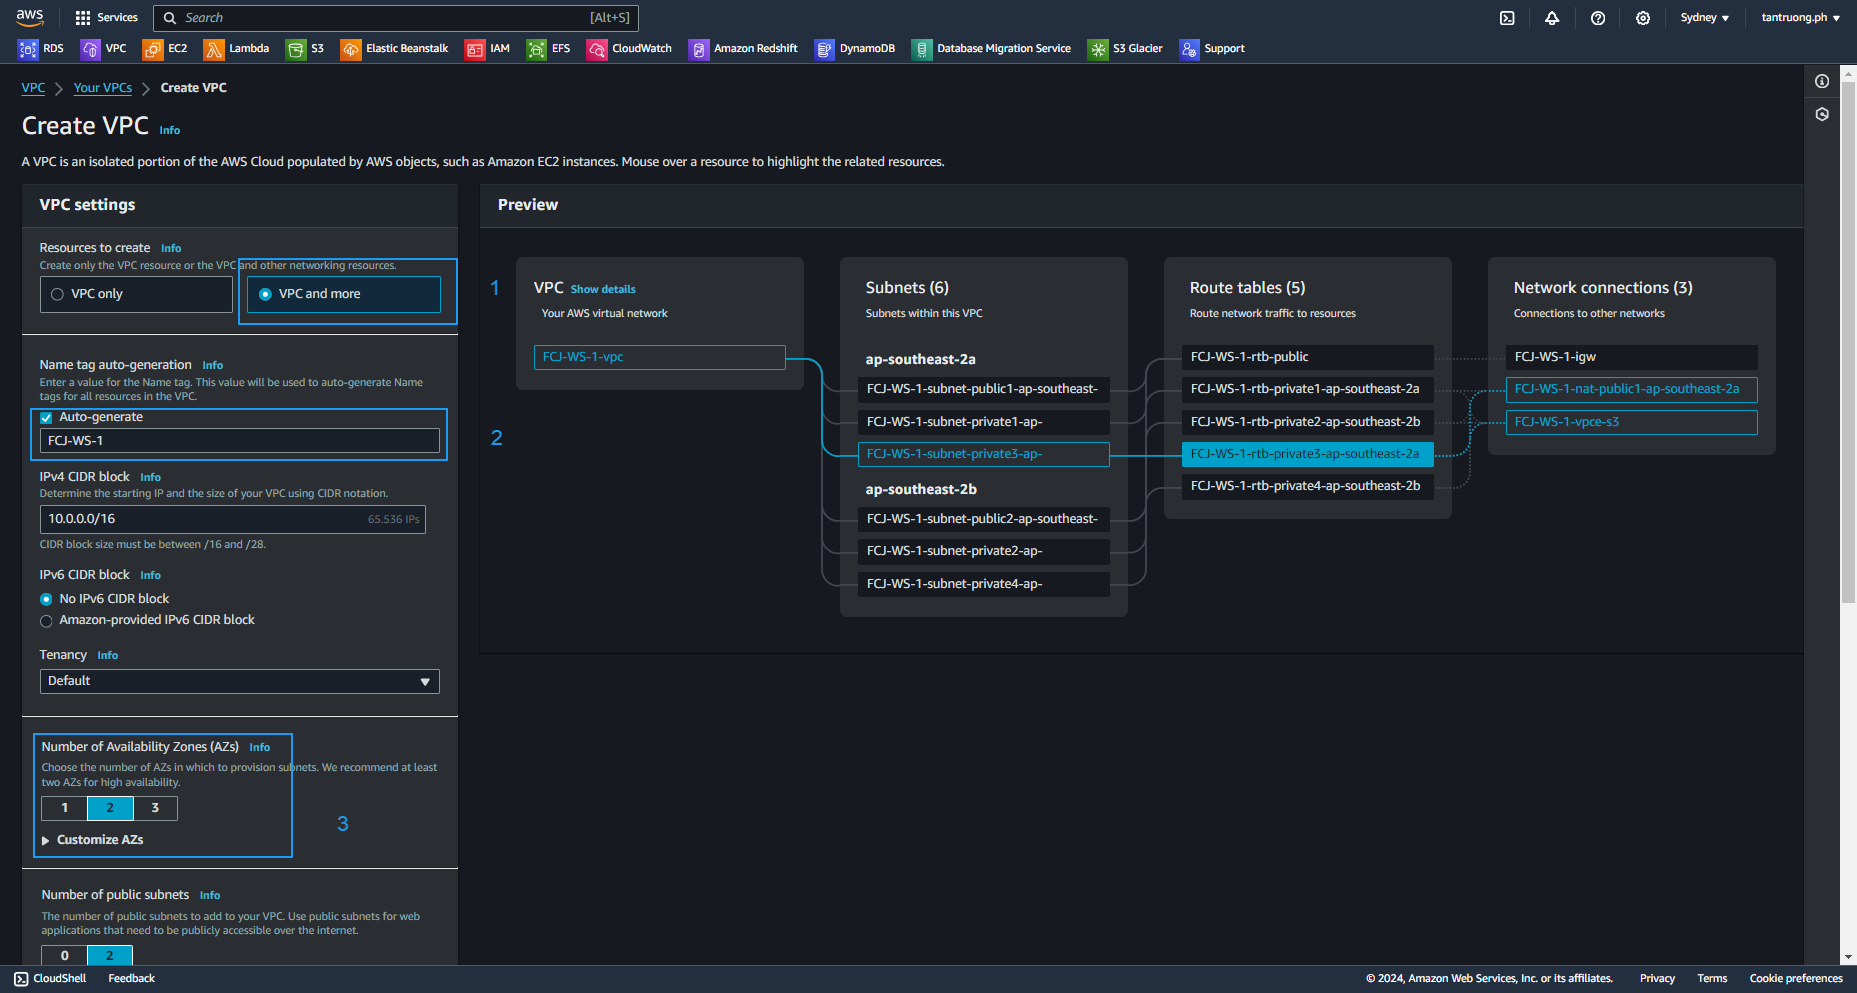 aws
Services
Search
[Alt+S]
Sydney
tantruong.ph
RDS
VPC
EC2
Lambda
S3
Elastic Beanstalk
IAM
EFS
CloudWatch
Amazon Redshift
DynamoDB
Database Migration Service
S3 Glacier
Support
VPC
Your VPCs
Create VPC
Create VPC Info
A VPC is an isolated portion of the AWS Cloud populated by AWS objects, such as Amazon EC2 instances. Mouse over a resource to highlight the related resources.
VPC settings
Resources to create Info
Create only the VPC resource or the VPC and other networking resources.
VPC only
VPC and more
1
Name tag auto-generation Info
Enter a value for the Name tag. This value will be used to auto-generate Name
tags for all resources in the VPC.
Auto-generate
FCJ-WS-1
2
IPv4 CIDR block Info
Determine the starting IP and the size of your VPC using CIDR notation.
10.0.0.0/16
65.536 IPs
CIDR block size must be between /16 and /28.
IPv6 CIDR block Info
No IPv6 CIDR block
Amazon-provided IPv6 CIDR block
Tenancy Info
Default
Number of Availability Zones (AZs) Info
Choose the number of AZs in which to provision subnets. We recommend at least
two AZs for high availability.
1
2
3
Customize AZs
3
Number of public subnets Info
The number of public subnets to add to your VPC. Use public subnets for web
applications that need to be publicly accessible over the internet.
0
2
Preview
VPC Show details
Your AWS virtual network
FCJ-WS-1-vpc
Subnets (6)
Subnets within this VPC
ap-southeast-2a
FCJ-WS-1-subnet-public1-ap-southeast-
FCJ-WS-1-subnet-private1-ap-
FCJ-WS-1-subnet-private3-ap-
ap-southeast-2b
FCJ-WS-1-subnet-public2-ap-southeast-
FCJ-WS-1-subnet-private2-ap-
FCJ-WS-1-subnet-private4-ap-
Route tables (5)
Route network traffic to resources
FCJ-WS-1-rtb-public
FCJ-WS-1-rtb-private1-ap-southeast-2a
FCJ-WS-1-rtb-private2-ap-southeast-2b
FCJ-WS-1-rtb-private3-ap-southeast-2a
FCJ-WS-1-rtb-private4-ap-southeast-2b
Network connections (3)
Connections to other networks
FCJ-WS-1-igw
FCJ-WS-1-nat-public1-ap-southeast-2a
FCJ-WS-1-vpce-s3
CloudShell
Feedback
© 2024, Amazon Web Services, Inc. or its affiliates.
Privacy
Terms
Cookie preferences